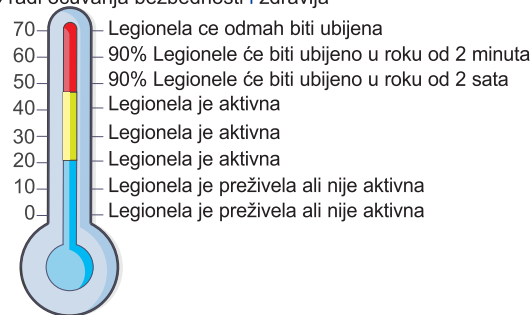 radi očuvanja bezbednosti i zdravlja
70 Legionela ce odmah biti ubijena
60 90% Legionele će biti ubijeno u roku od 2 minuta
50 90% Legionele će biti ubijeno u roku od 2 sata
40 Legionela je aktivna
30 Legionela je aktivna
20 Legionela je aktivna
10 Legionela je preživela ali nije aktivna
0 Legionela je preživela ali nije aktivna